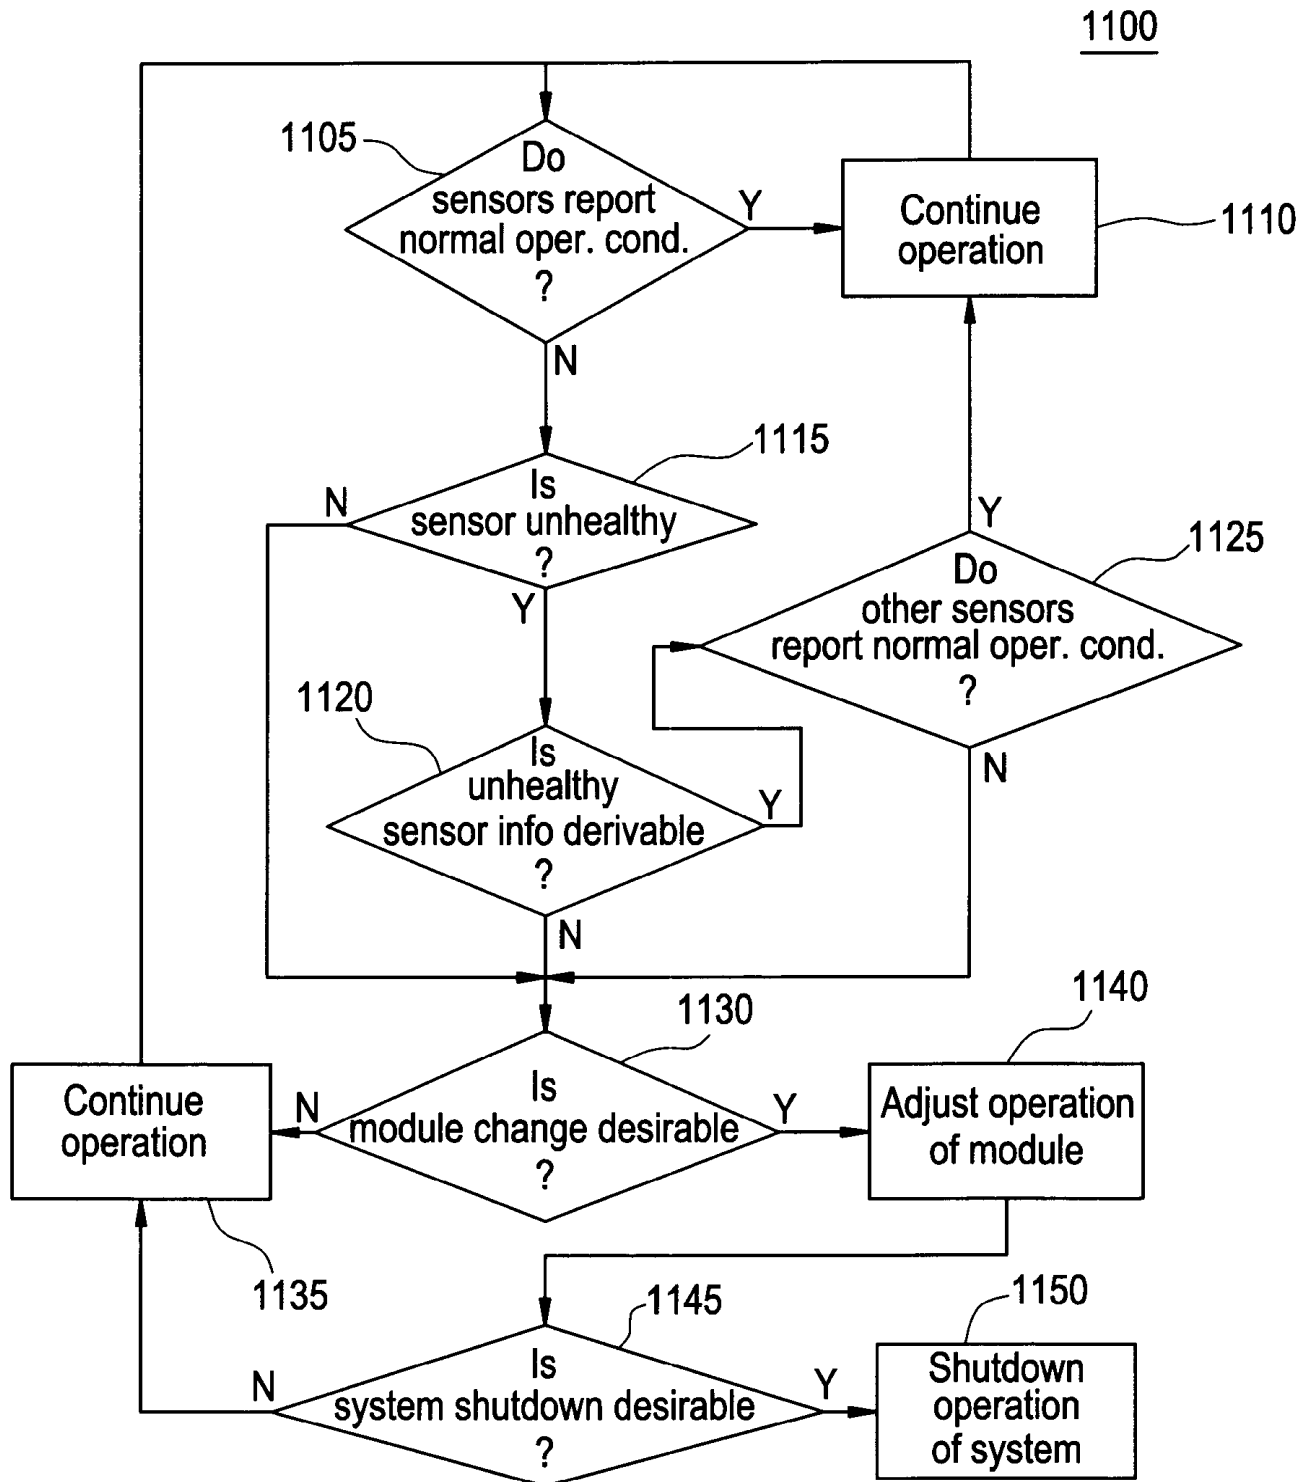 1100
1105
Do
sensors report
normal oper. cond.
?
Y
N
Continue
operation
1110
1115
Is
sensor unhealthy
?
N
Y
1125
Y
Do
other sensors
report normal oper. cond.
?
N
1120
Is
unhealthy
sensor info derivable
?
Y
N
1130
Is
module change desirable
?
N
Y
1140
Adjust operation
of module
Continue
operation
1135
1145
Is
system shutdown desirable
?
N
Y
1150
Shutdown
operation
of system